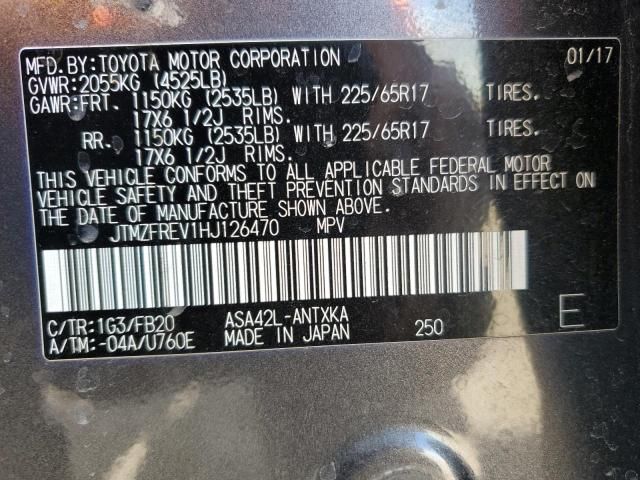 MFD.BY:TOYOTA MOTOR CORPORATION 01/17
GVWR:2055KG (4525LB)
GAWR:FRT. 1150KG (2535LB) WITH 225/65R17 TIRES.
17X6 1/2J RIMS.
RR. 1150KG (2535LB) WITH 225/65R17 TIRES.
17X6 1/2J RIMS.
THIS VEHICLE CONFORMS TO ALL APPLICABLE FEDERAL MOTOR
VEHICLE SAFETY AND THEFT PREVENTION STANDARDS IN EFFECT ON
THE DATE OF MANUFACTURE SHOWN ABOVE.
JTMZFREV1HJ126470 MPV
C/TR:1G3/FB20 ASA42L-ANTXKA
A/TM:-04A/U760E MADE IN JAPAN 250 E